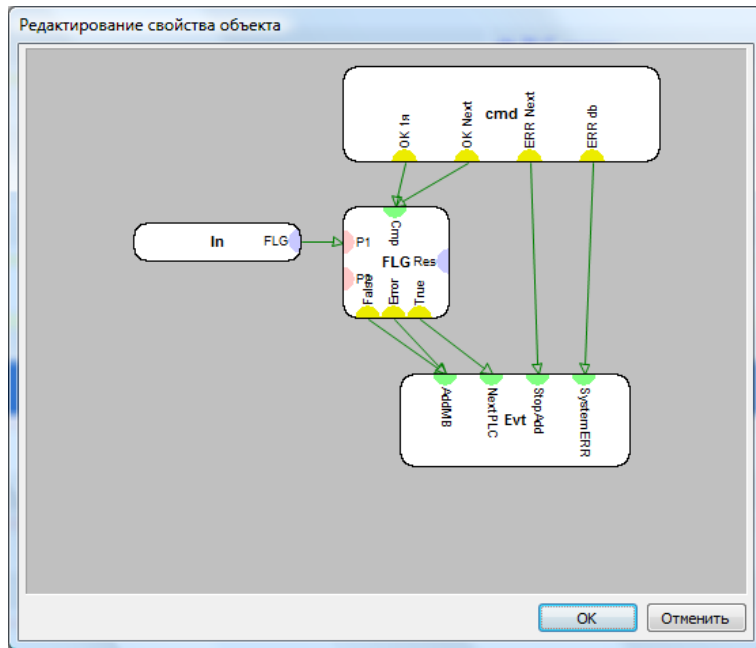 Редактирование свойства объекта
cmd
OK 1я
OK Next
ERR Next
ERR db
In
FLG
Cmp
P1
FLG
Res
P2
False
Error
True
AddMB
NextPLC
Evt
StopAdd
SystemERR
OK
Отменить